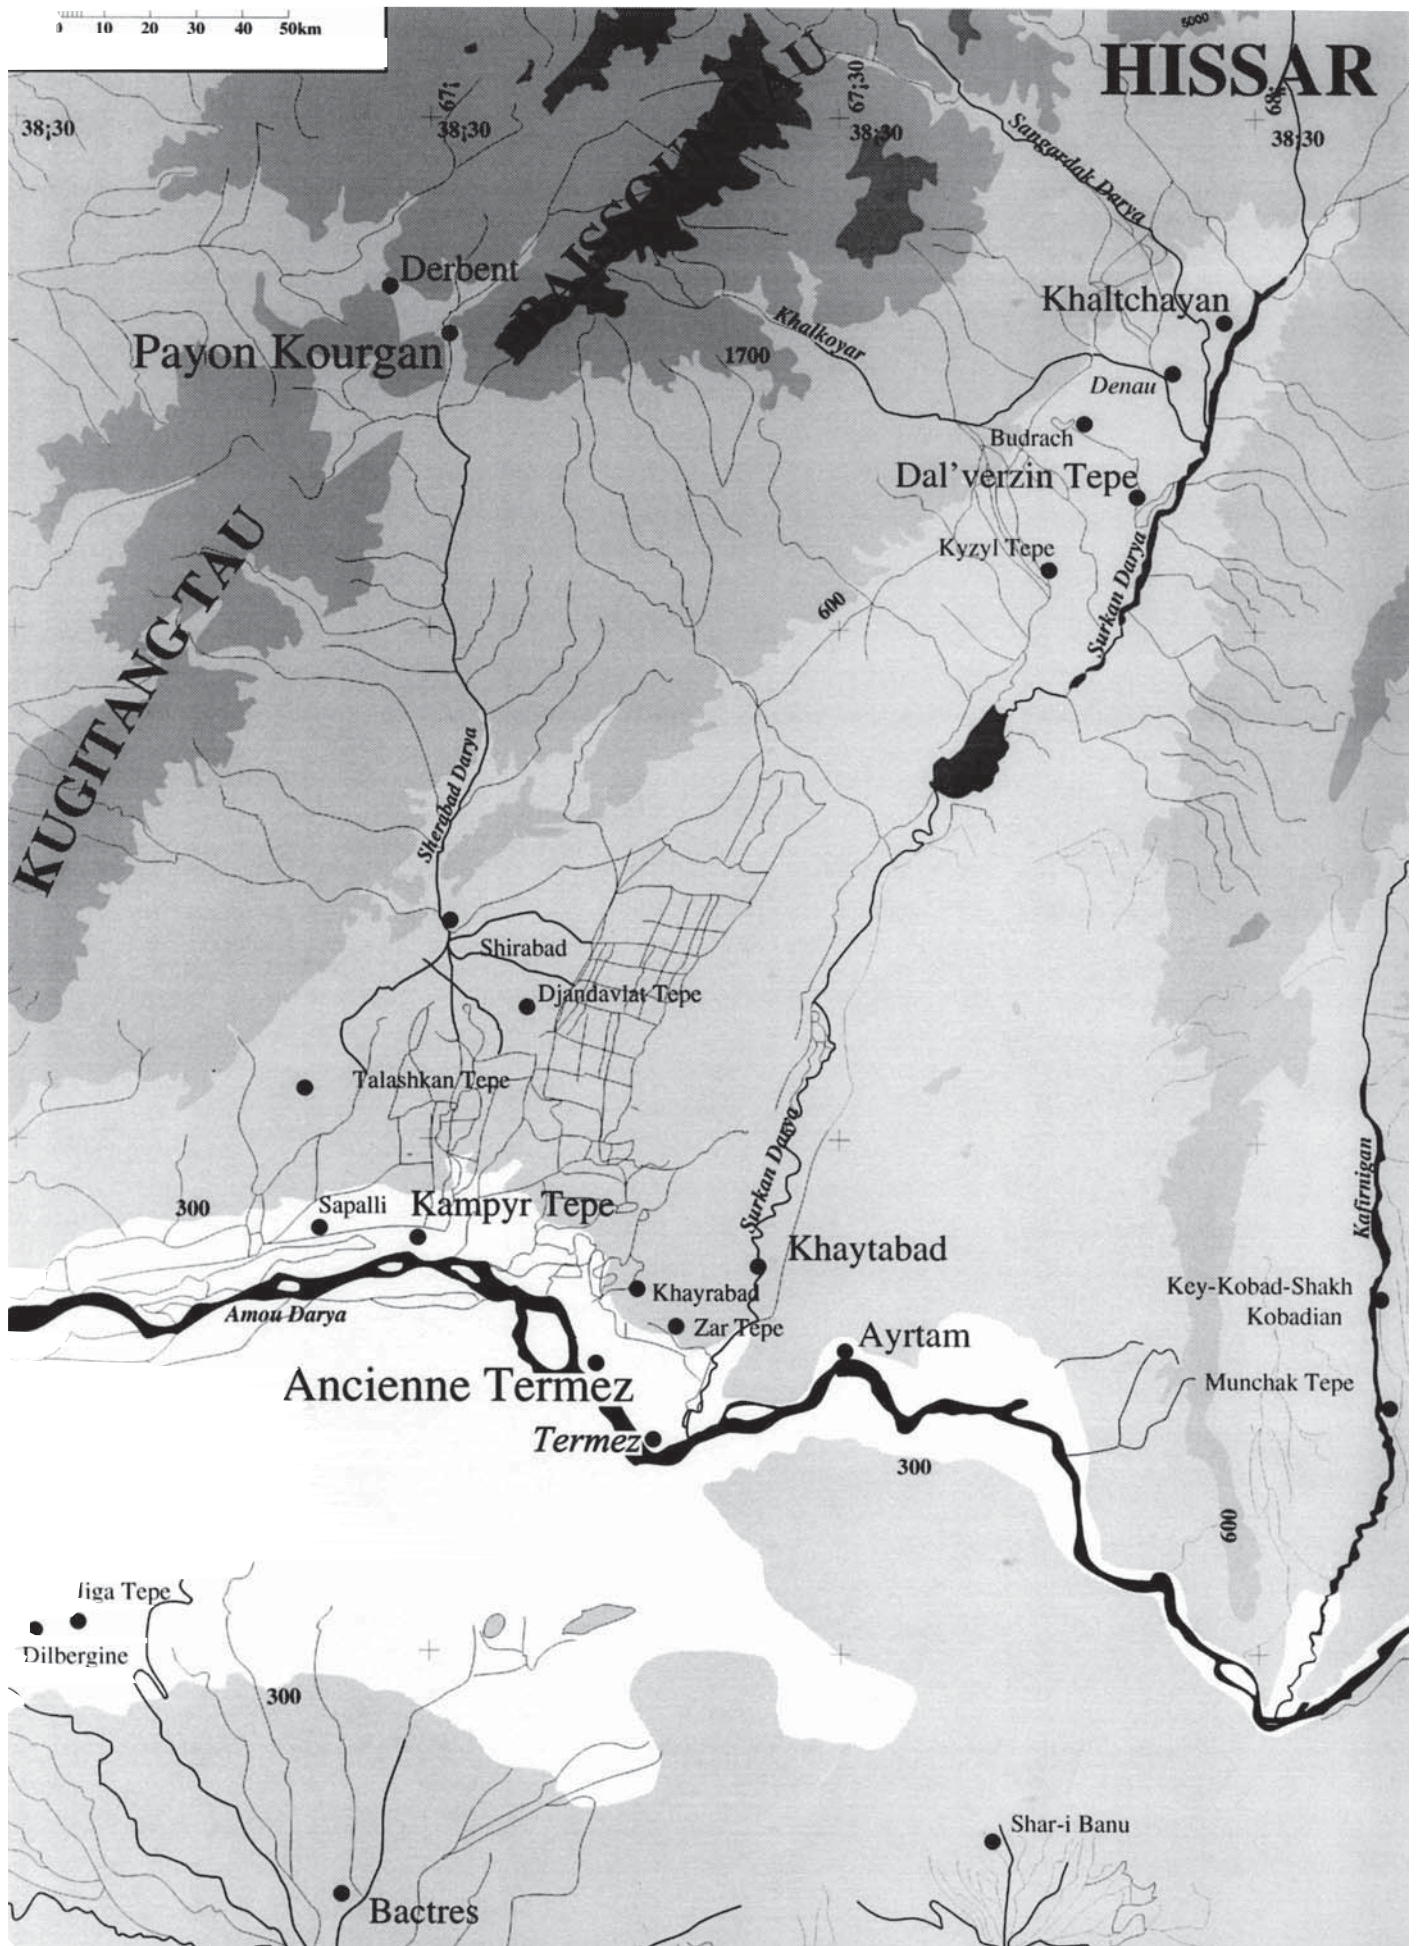 10 20 30 40 50km
5000
HISSAR
67¡
67¡30
68¡
38¡30
38¡30
38¡30
38¡30
Sangardak Darya
Derbent
Khaltchayan
Payon Kourgan
Khalkoyar
1700
Denau
Budrach
Dal’verzin Tepe
Kyzyl Tepe
Surkan Darya
600
KUGITANG TAU
Sherabad Darya
Shirabad
Djandavlat Tepe
Talashkan Tepe
Surkan Darya
Kafirnigan
300
Sapalli
Kampyr Tepe
Khaytabad
Khayrabad
Key-Kobad-Shakh
Kobadian
Amou Darya
Zar Tepe
Ayrtam
Ancienne Termez
Munchak Tepe
Termez
300
600
iga Tepe
Dilbergine
300
Shar-i Banu
Bactres